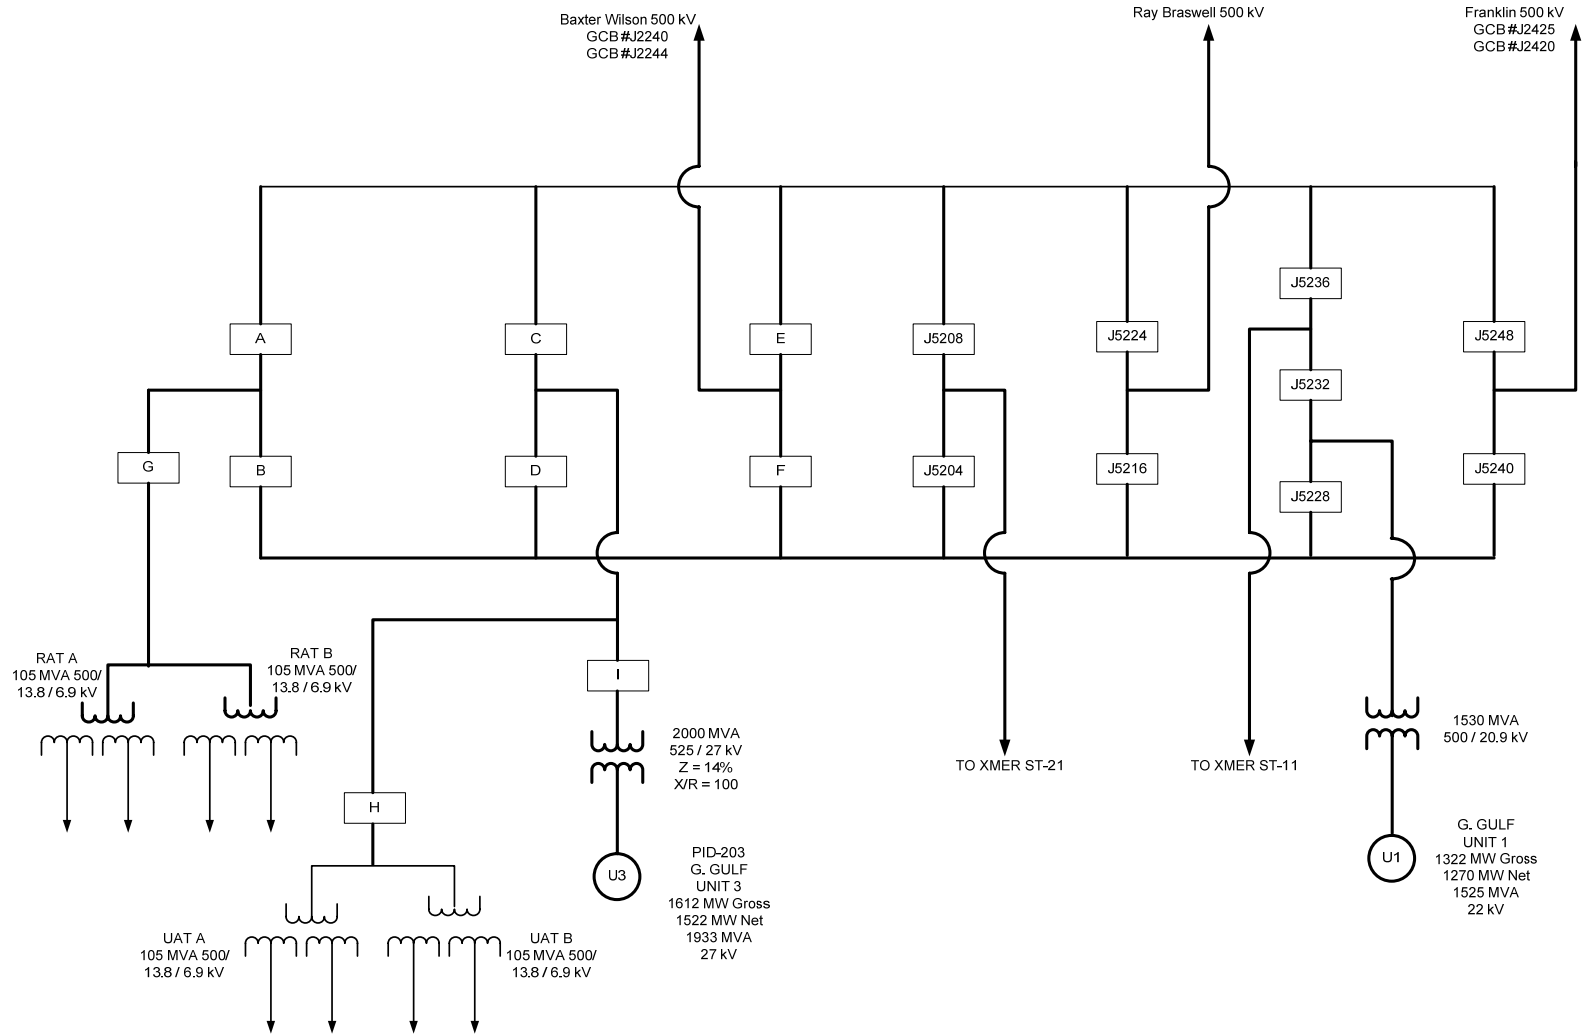 Baxter Wilson 500 kV
GCB #J2240
GCB #J2244
Ray Braswell 500 kV
Franklin 500 kV
GCB #J2425
GCB #J2420
J5236
A
C
E
J5208
J5224
J5248
J5232
G
B
D
F
J5204
J5216
J5240
J5228
RAT A
105 MVA 500/
13.8 / 6.9 kV
RAT B
105 MVA 500/
13.8 / 6.9 kV
I
2000 MVA
525 / 27 kV
Z = 14%
X/R = 100
TO XMER ST-21
TO XMER ST-11
1530 MVA
500 / 20.9 kV
H
U3
PID-203
G. GULF
UNIT 3
1612 MW Gross
1522 MW Net
1933 MVA
27 kV
U1
G. GULF
UNIT 1
1322 MW Gross
1270 MW Net
1525 MVA
22 kV
UAT A
105 MVA 500/
13.8 / 6.9 kV
UAT B
105 MVA 500/
13.8 / 6.9 kV